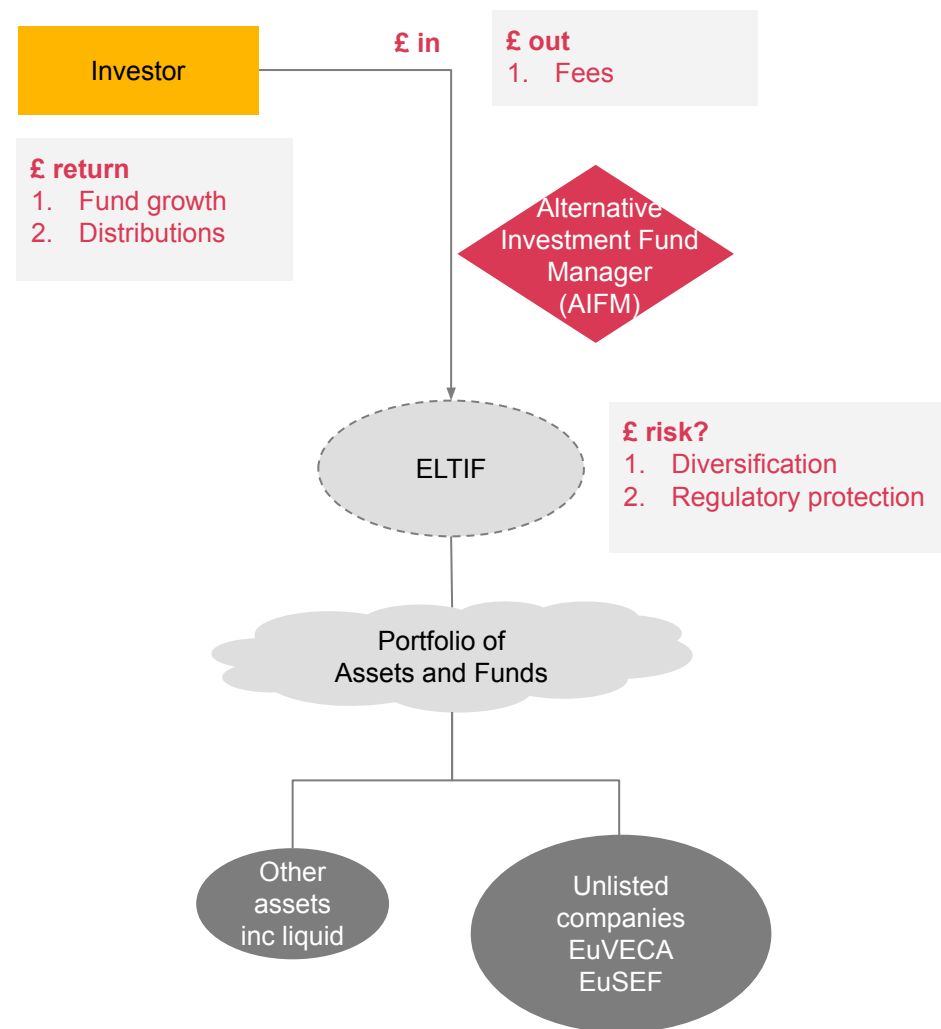 Investor
£ in
£ out
1. Fees
£ return
1. Fund growth
2. Distributions
Alternative
Investment Fund
Manager
(AIFM)
ELTIF
£ risk?
1. Diversification
2. Regulatory protection
Portfolio of
Assets and Funds
Other
assets
inc liquid
Unlisted
companies
EuVECA
EuSEF